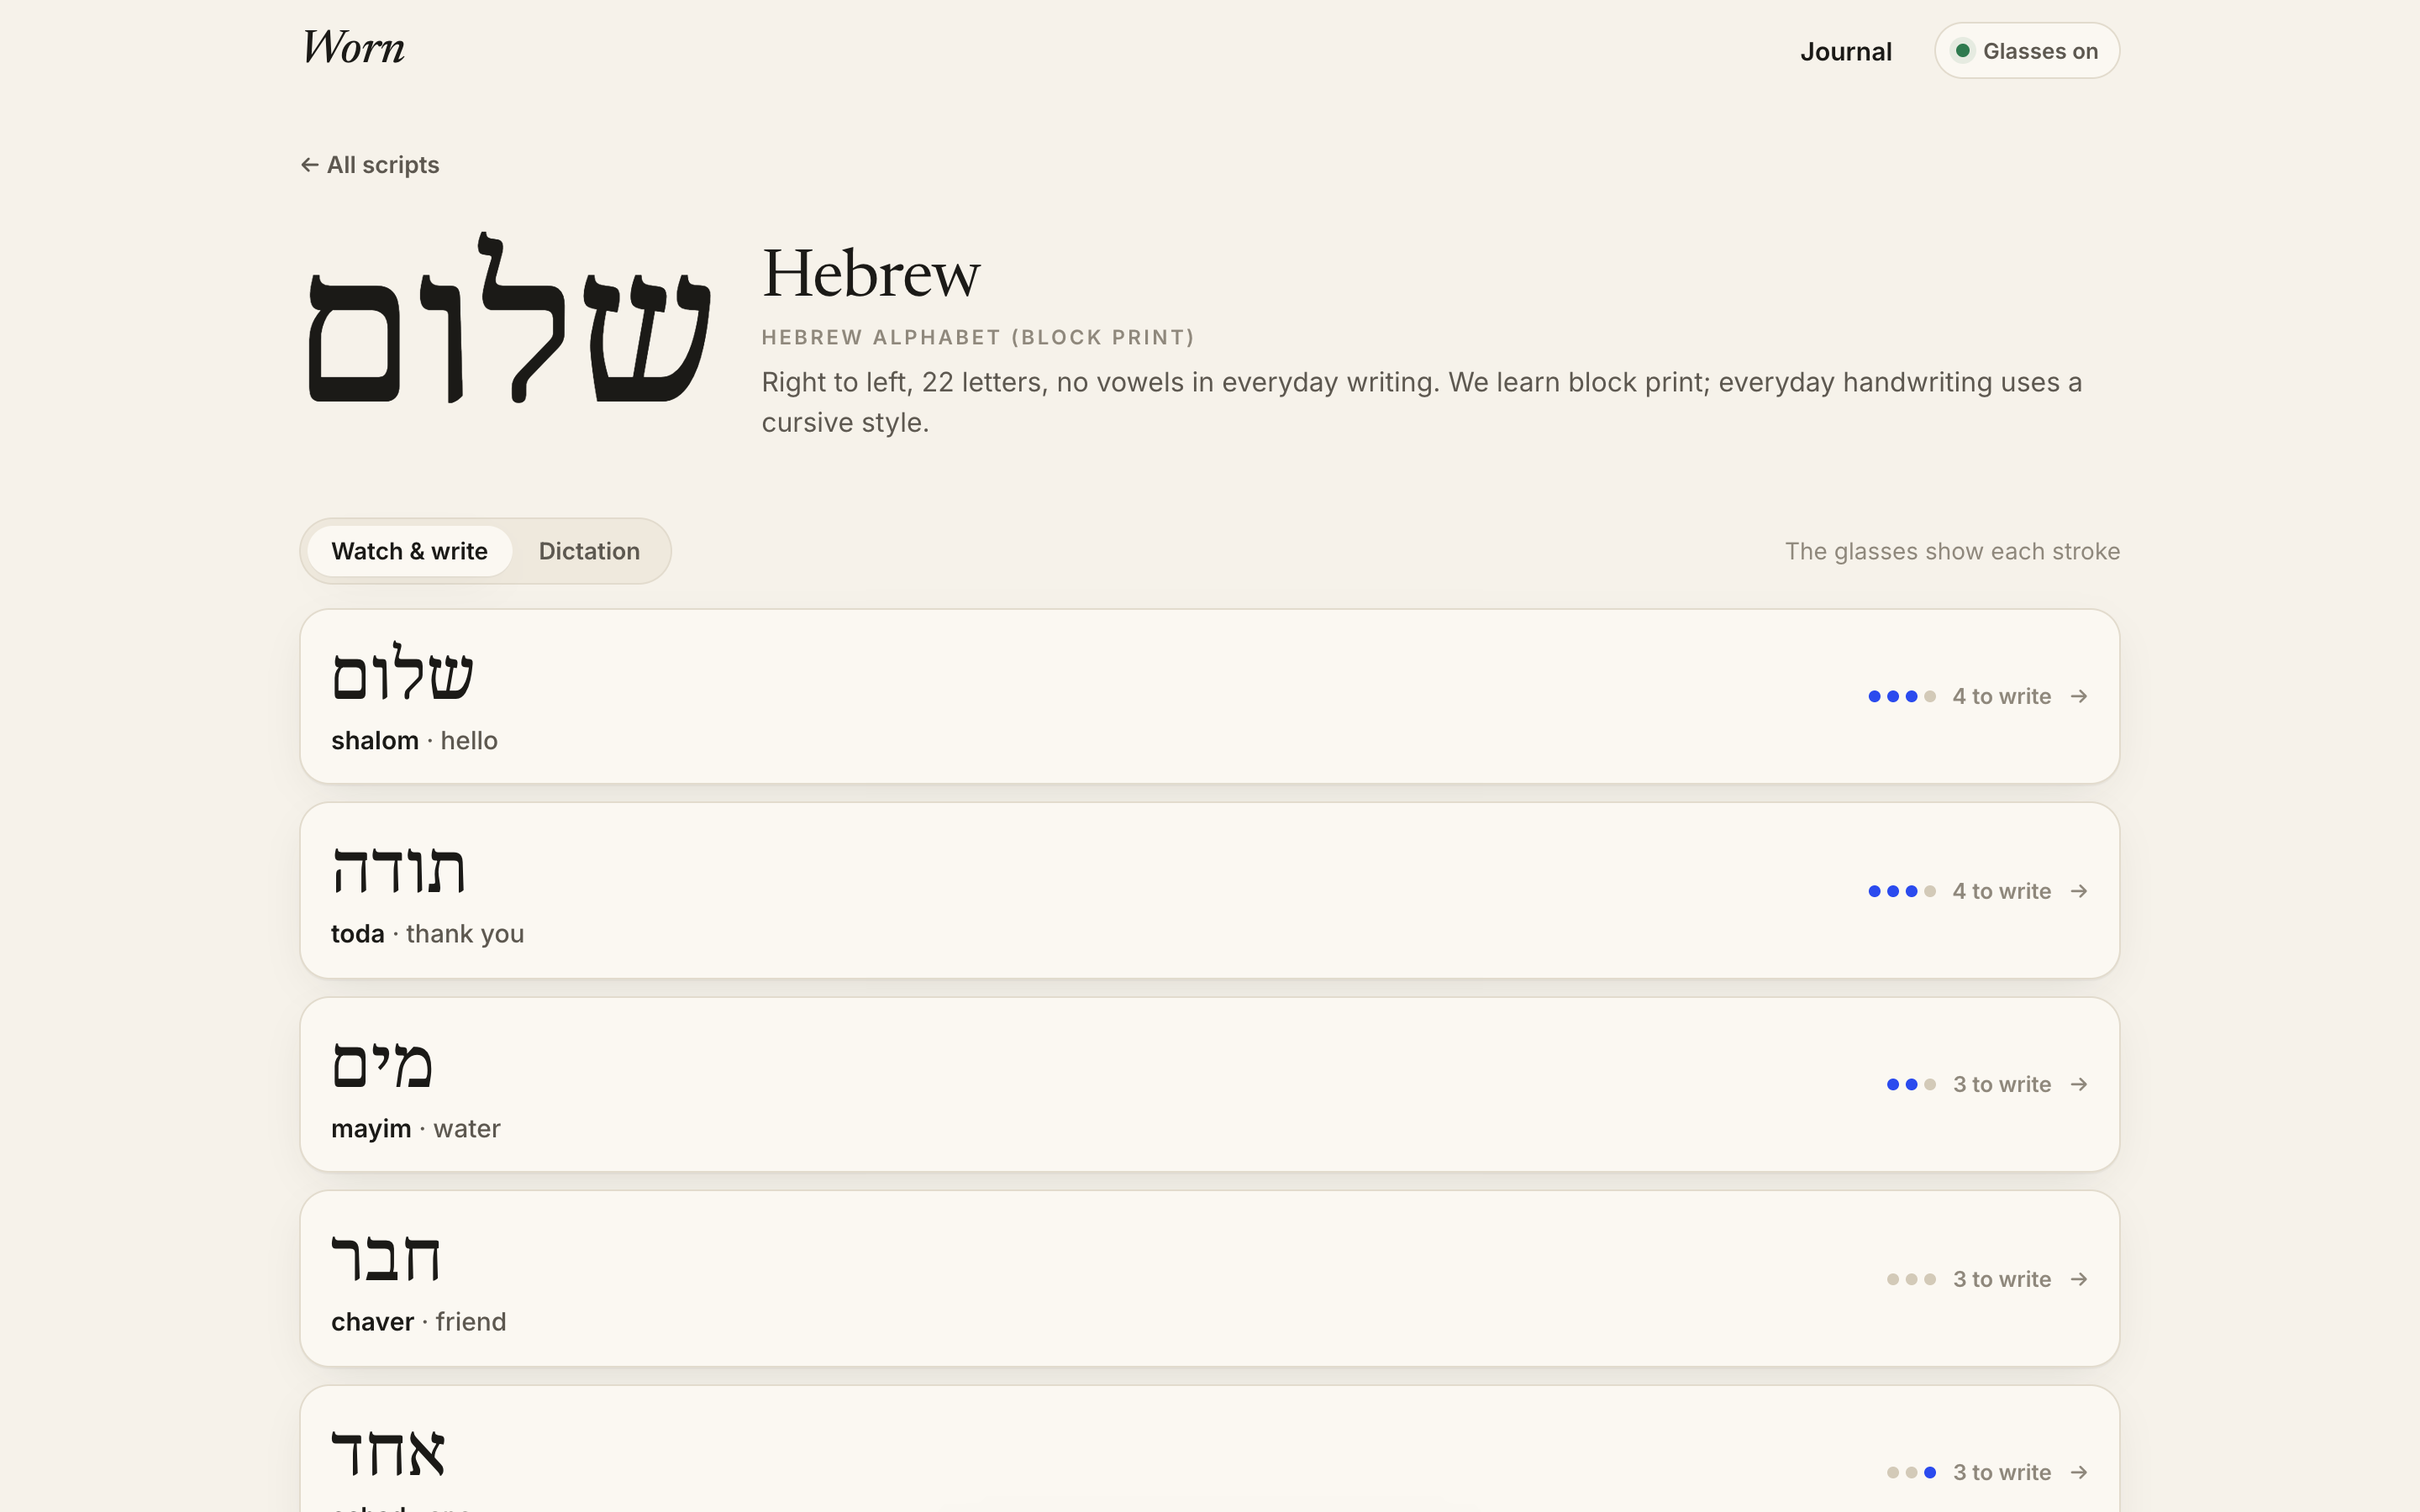 Worn
Journal
Glasses on
← All scripts
שלום
Hebrew
HEBREW ALPHABET (BLOCK PRINT)
Right to left, 22 letters, no vowels in everyday writing. We learn block print; everyday handwriting uses a
cursive style.
Watch & write
Dictation
The glasses show each stroke
שלום
shalom · hello
4 to write →
תודה
toda · thank you
4 to write →
מים
mayim · water
3 to write →
חבר
chaver · friend
3 to write →
אחד
3 to write →